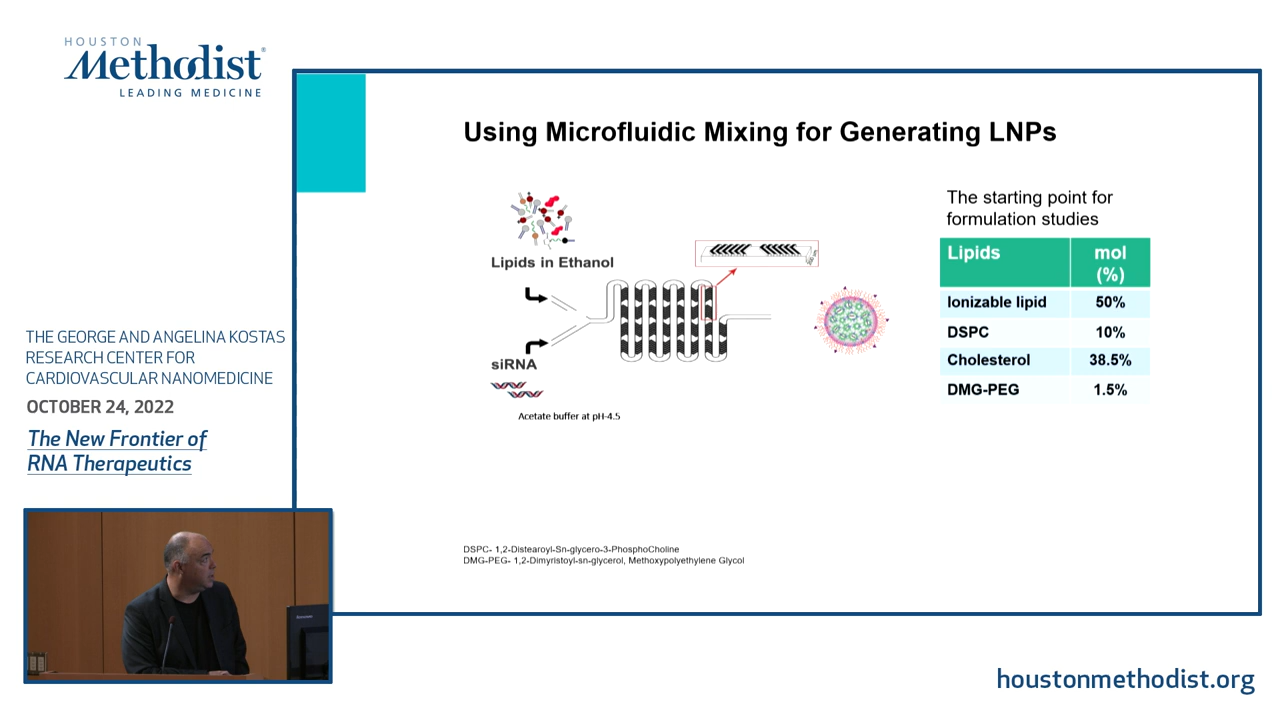 HOUSTON
Methodist®
LEADING MEDICINE
THE GEORGE AND ANGELINA KOSTAS
RESEARCH CENTER FOR
CARDIOVASCULAR NANOMEDICINE
OCTOBER 24, 2022
The New Frontier of
RNA Therapeutics
Using Microfluidic Mixing for Generating LNPs
Lipids in Ethanol
siRNA
Acetate buffer at pH-4.5
The starting point for
formulation studies
Lipids mol
(%)
Ionizable lipid 50%
DSPC 10%
Cholesterol 38.5%
DMG-PEG 1.5%
DSPC- 1,2-Distearoyl-Sn-glycero-3-PhosphoCholine
DMG-PEG- 1,2-Dimyristoyl-sn-glycerol, Methoxypolyethylene Glycol
houstonmethodist.org